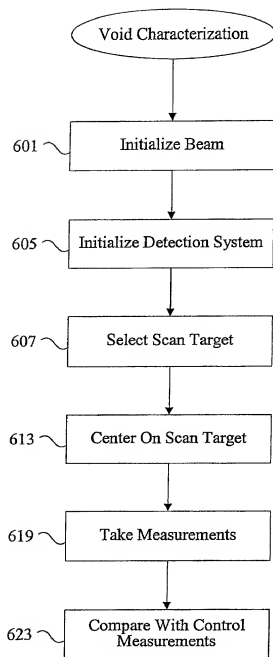 Void Characterization
601 Initialize Beam
605 Initialize Detection System
607 Select Scan Target
613 Center On Scan Target
619 Take Measurements
623 Compare With Control
Measurements